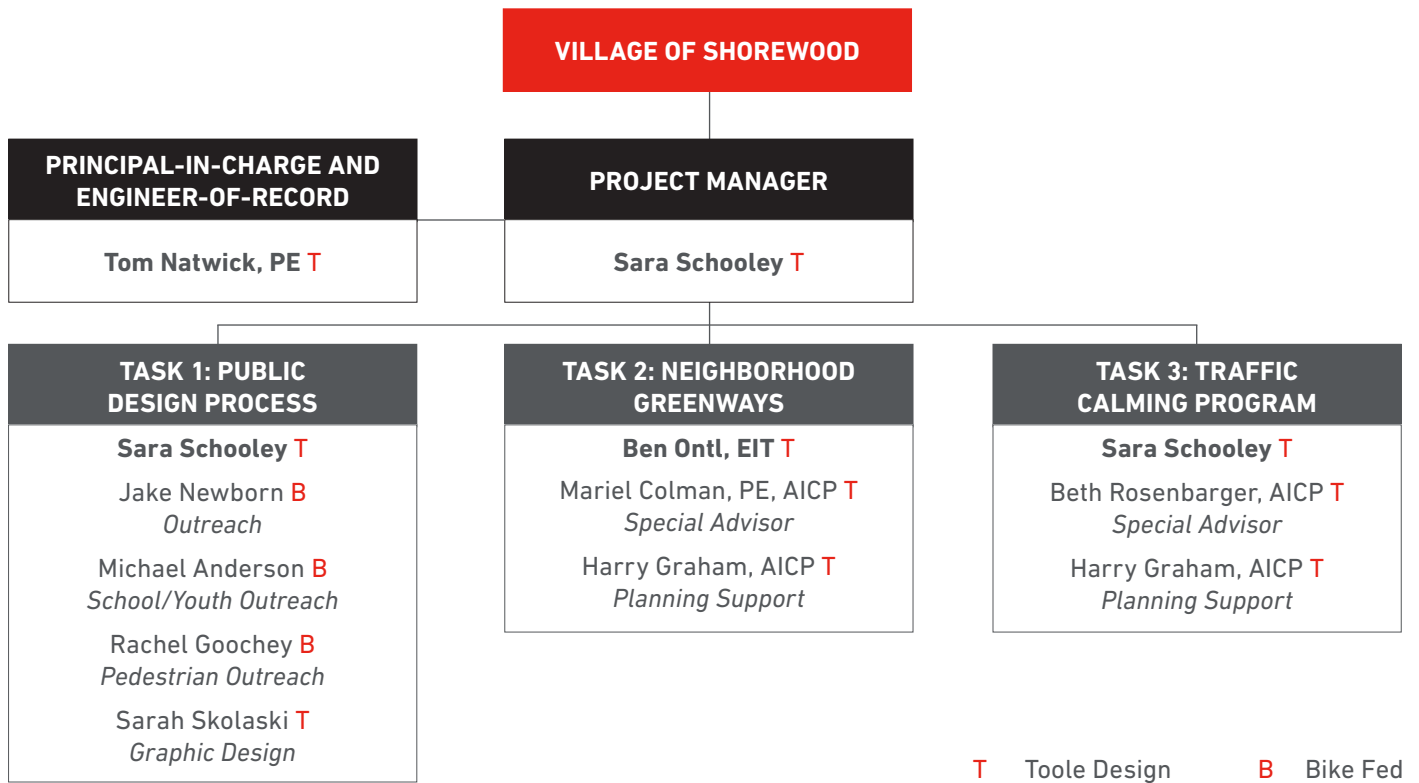 VILLAGE OF SHOREWOOD
PRINCIPAL-IN-CHARGE AND
ENGINEER-OF-RECORD
Tom Natwick, PE T
PROJECT MANAGER
Sara Schooley T
TASK 1: PUBLIC
DESIGN PROCESS
Sara Schooley T
Jake Newborn B
Outreach
Michael Anderson B
School/Youth Outreach
Rachel Goochey B
Pedestrian Outreach
Sarah Skolaski T
Graphic Design
TASK 2: NEIGHBORHOOD
GREENWAYS
Ben Ontl, EIT T
Mariel Colman, PE, AICP T
Special Advisor
Harry Graham, AICP T
Planning Support
TASK 3: TRAFFIC
CALMING PROGRAM
Sara Schooley T
Beth Rosenbarger, AICP T
Special Advisor
Harry Graham, AICP T
Planning Support
T Toole Design B Bike Fed